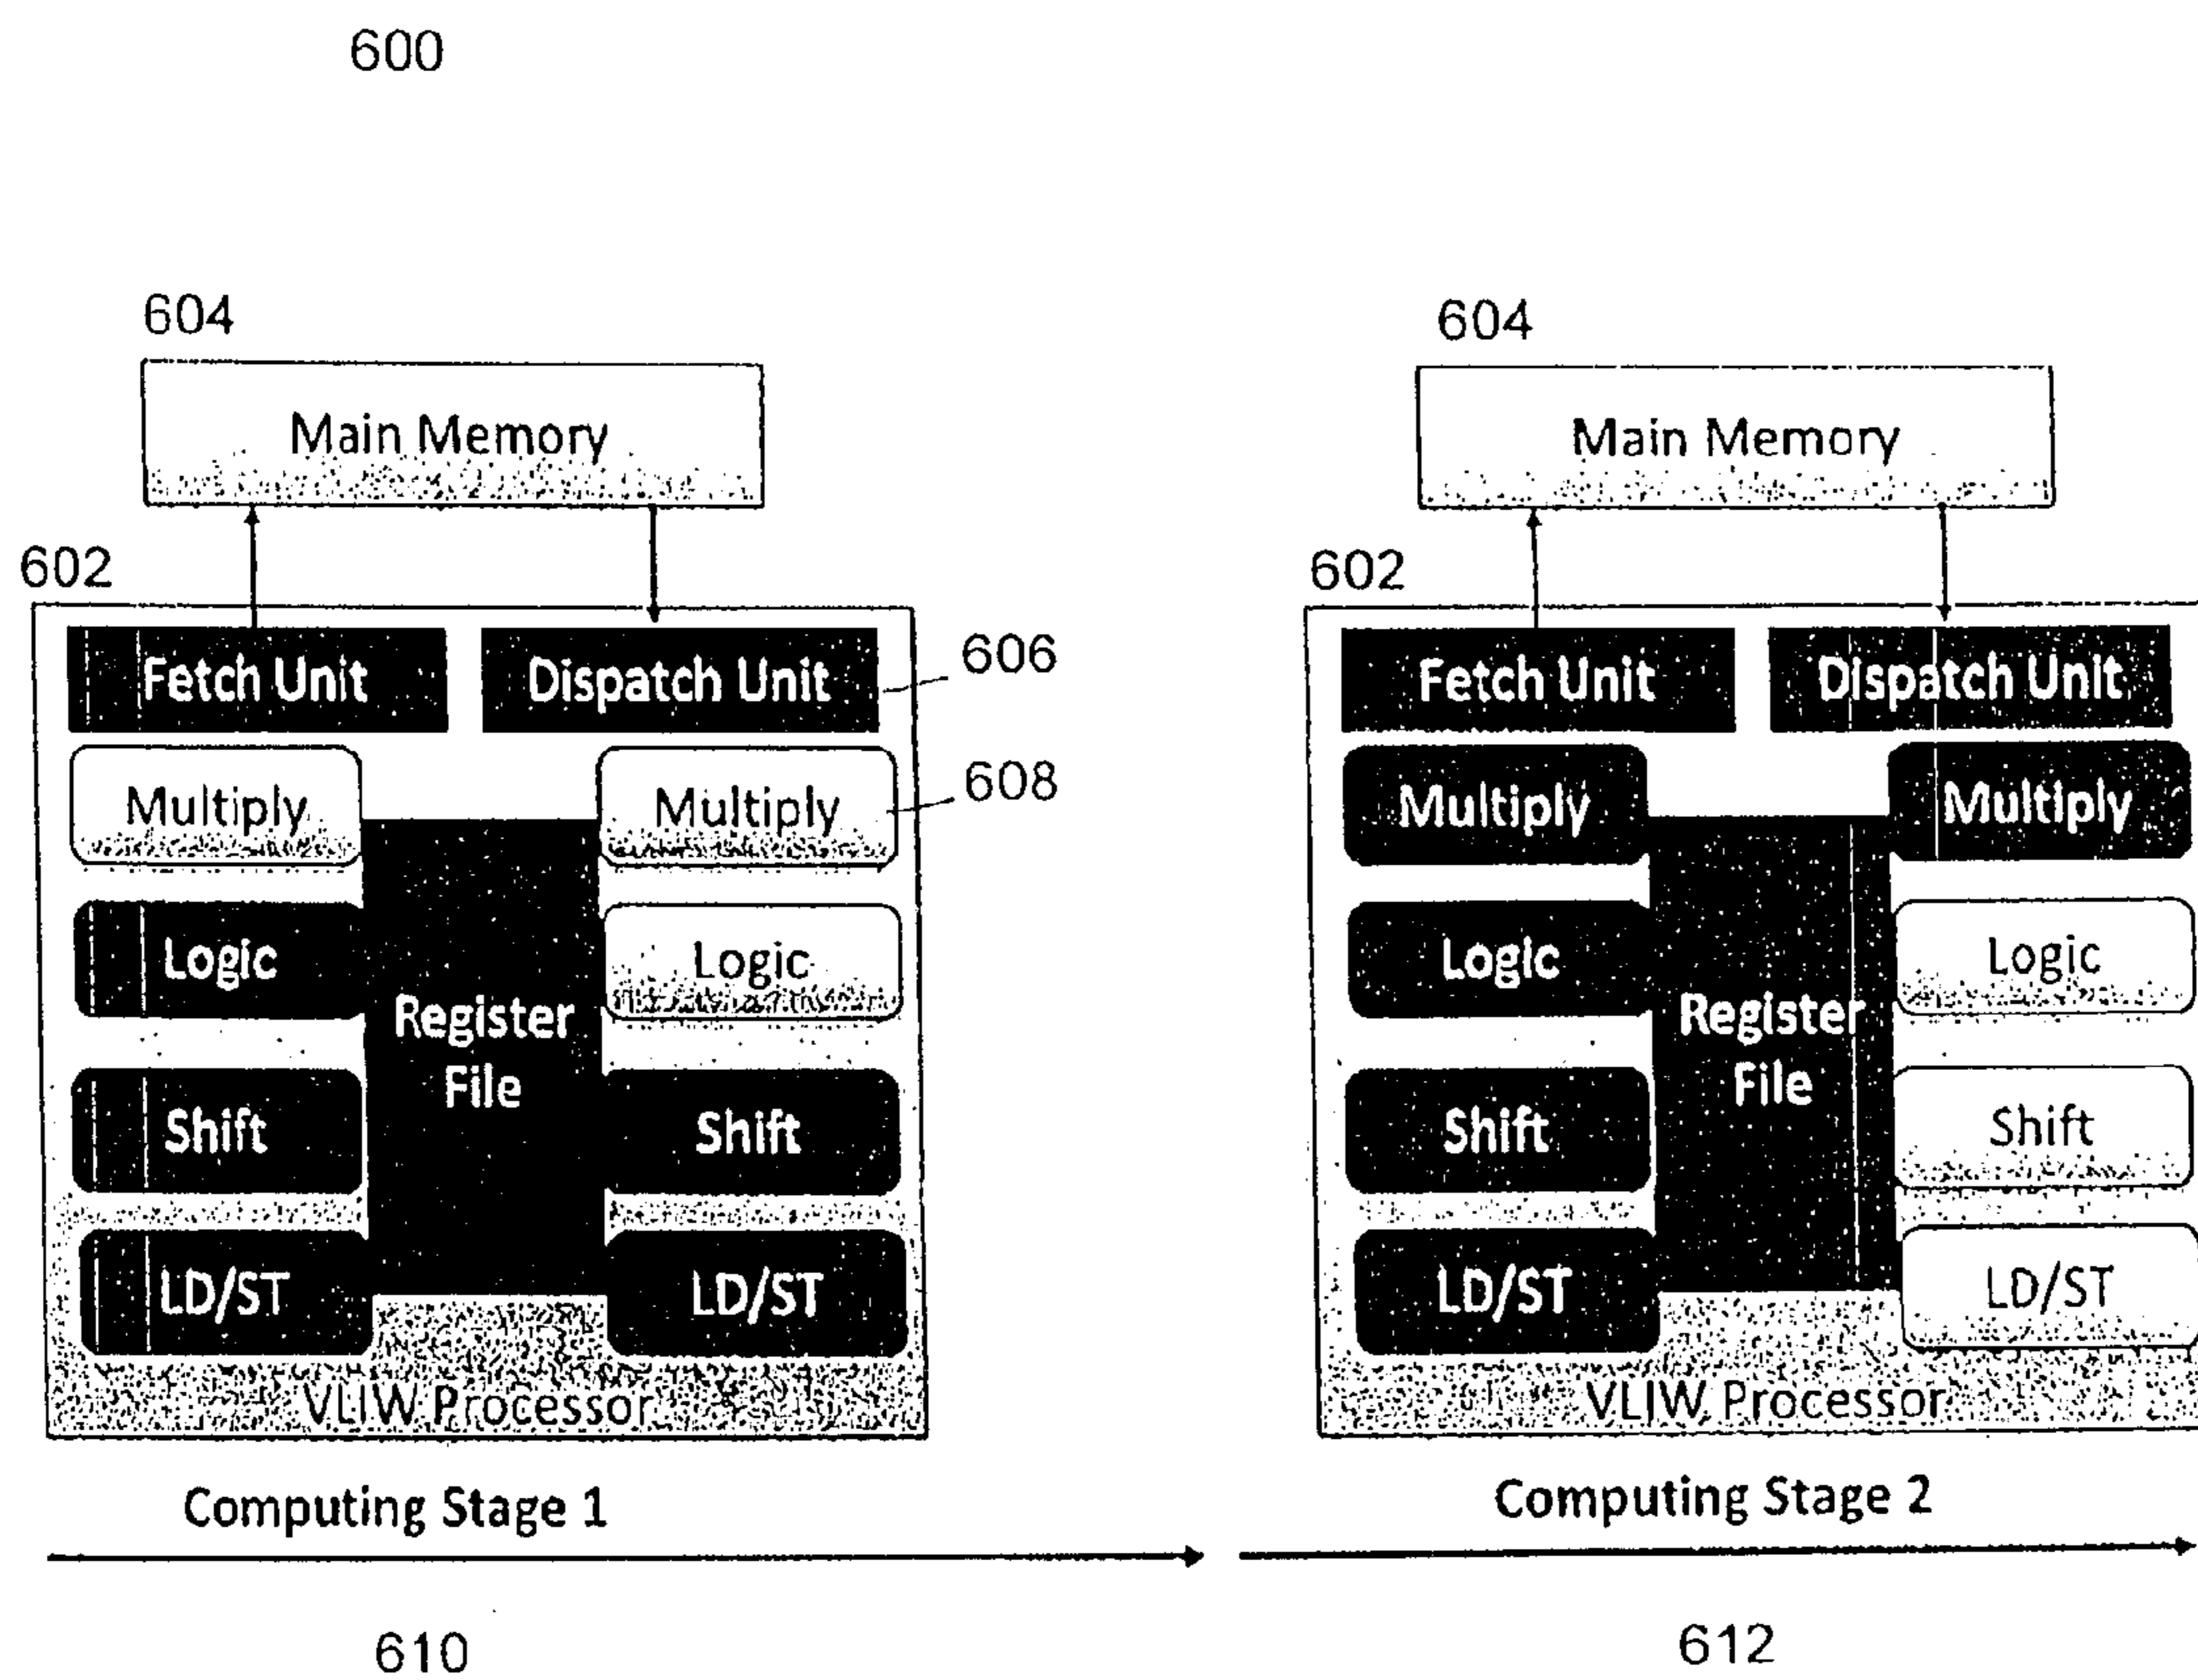 600
604
Main Memory
602
Fetch Unit
Dispatch Unit
606
Multiply
Multiply
608
Logic
Logic
Register
File
Shift
Shift
LD/ST
LD/ST
VLIW Processor
Computing Stage 1
610
604
Main Memory
602
Fetch Unit
Dispatch Unit
Multiply
Multiply
Logic
Logic
Register
File
Shift
Shift
LD/ST
LD/ST
VLIW Processor
Computing Stage 2
612